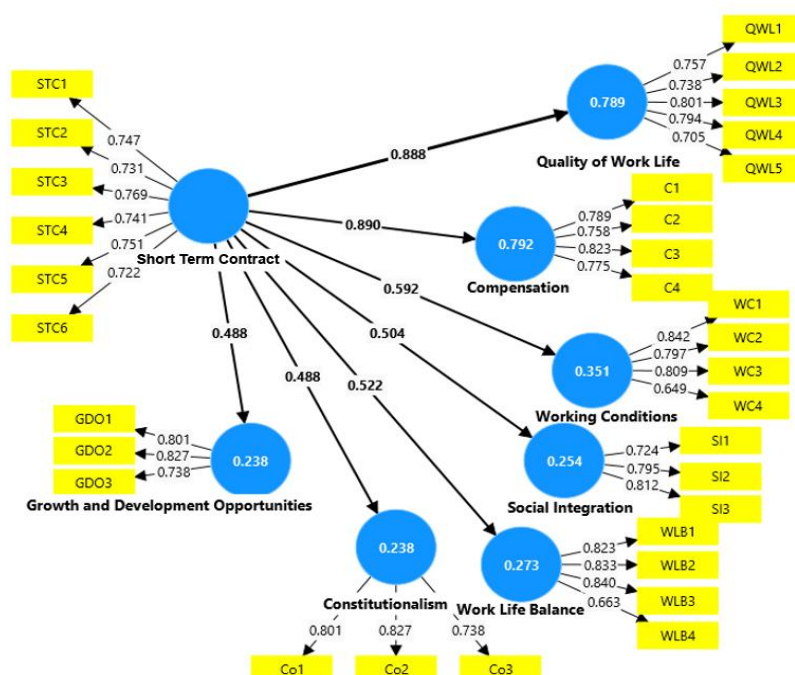 QWL1
0.757
QWL2
0.738
QWL3
0.801
0.794
QWL4
0.705
QWL5
0.789
Quality of Work Life
STC1
0.747
STC2
0.731
STC3
0.769
STC4
0.741
STC5
0.751
STC6
0.722
Short Term Contract
0.888
0.890
0.592
0.504
0.522
0.488
0.488
C1
0.789
C2
0.758
C3
0.823
C4
0.775
0.792
Compensation
WC1
0.842
WC2
0.797
WC3
0.809
WC4
0.649
0.351
Working Conditions
SI1
0.724
SI2
0.795
SI3
0.812
0.254
Social Integration
GDO1
0.801
GDO2
0.827
GDO3
0.738
0.238
Growth and Development Opportunities
WLB1
0.823
WLB2
0.833
WLB3
0.840
WLB4
0.663
0.273
Work Life Balance
0.238
Constitutionalism
0.801
0.827
0.738
Co1
Co2
Co3